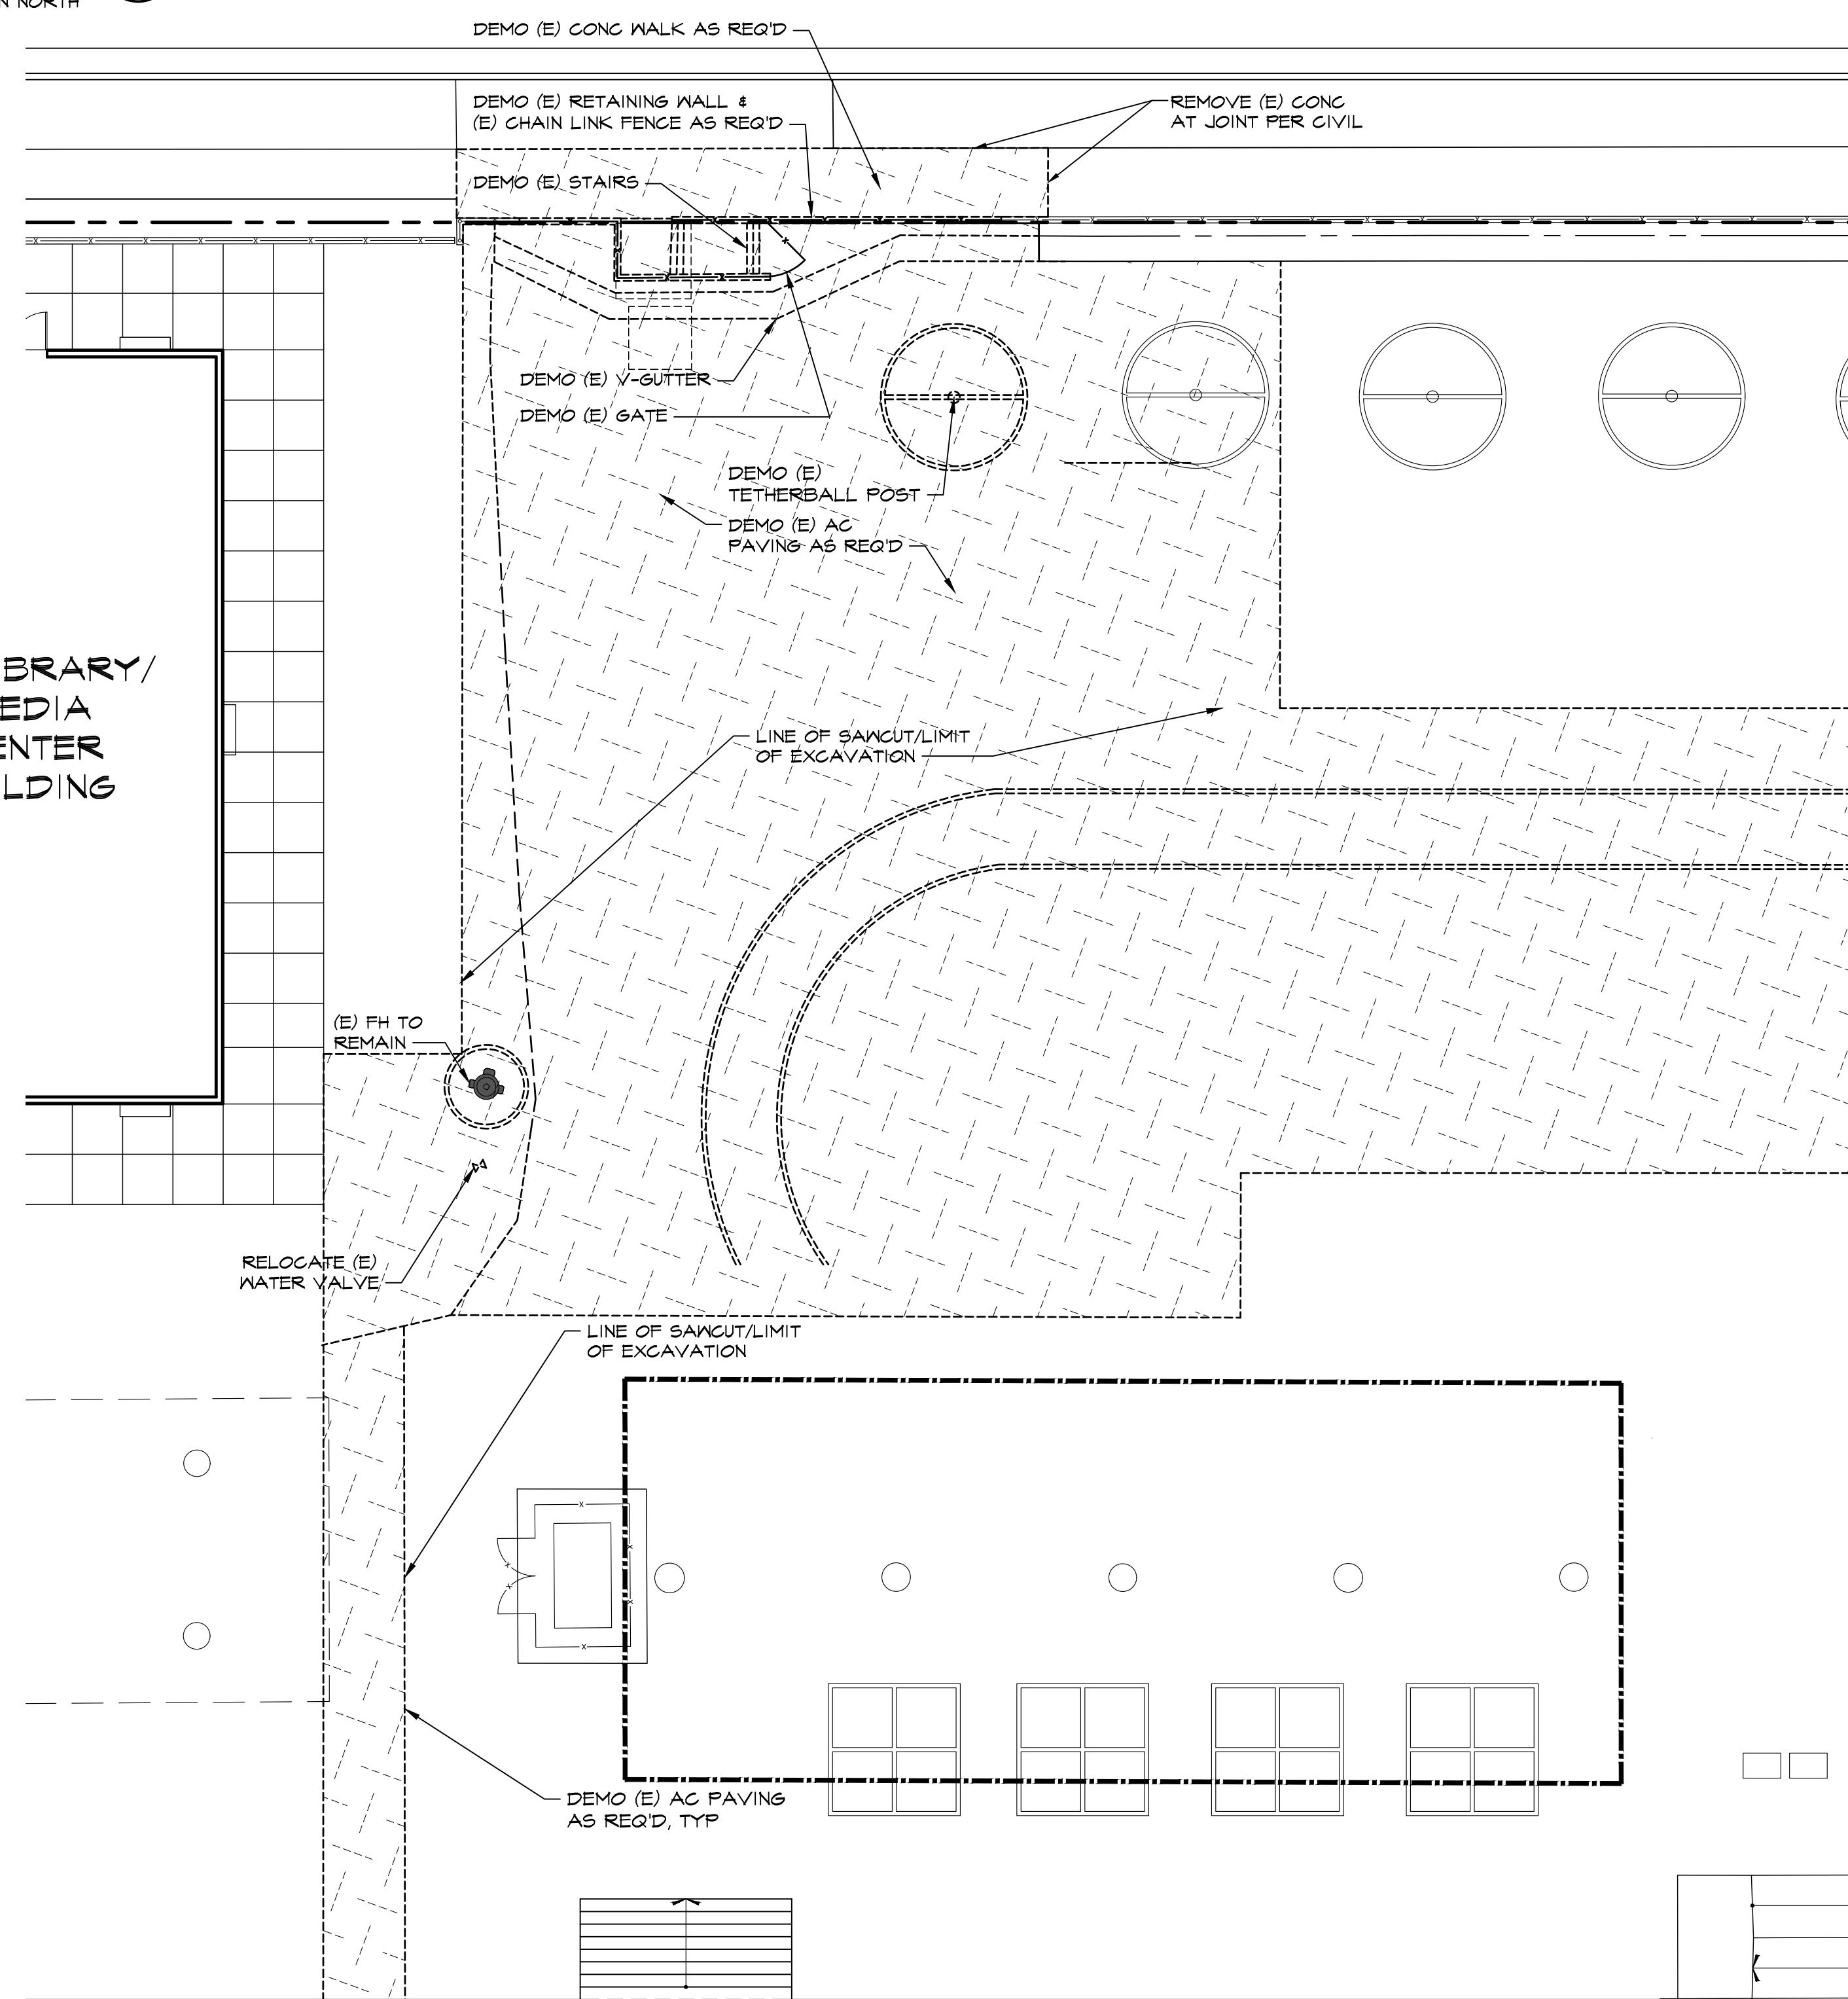 NORTH
DEMO (E) CONC WALK AS REQ'D
DEMO (E) RETAINING WALL &
(E) CHAIN LINK FENCE AS REQ'D
REMOVE (E) CONC
AT JOINT PER CIVIL
DEMO (E) STAIRS
DEMO (E) V-GUTTER
DEMO (E) GATE
DEMO (E)
TETHERBALL POST
DEMO (E) AC
PAVING AS REQ'D
IBRARY/
EDIA
ENTER
ILDING
LINE OF SAWCUT/LIMIT
OF EXCAVATION
(E) FH TO
REMAIN
RELOCATE (E)
WATER VALVE
LINE OF SAWCUT/LIMIT
OF EXCAVATION
DEMO (E) AC PAVING
AS REQ'D, TYP